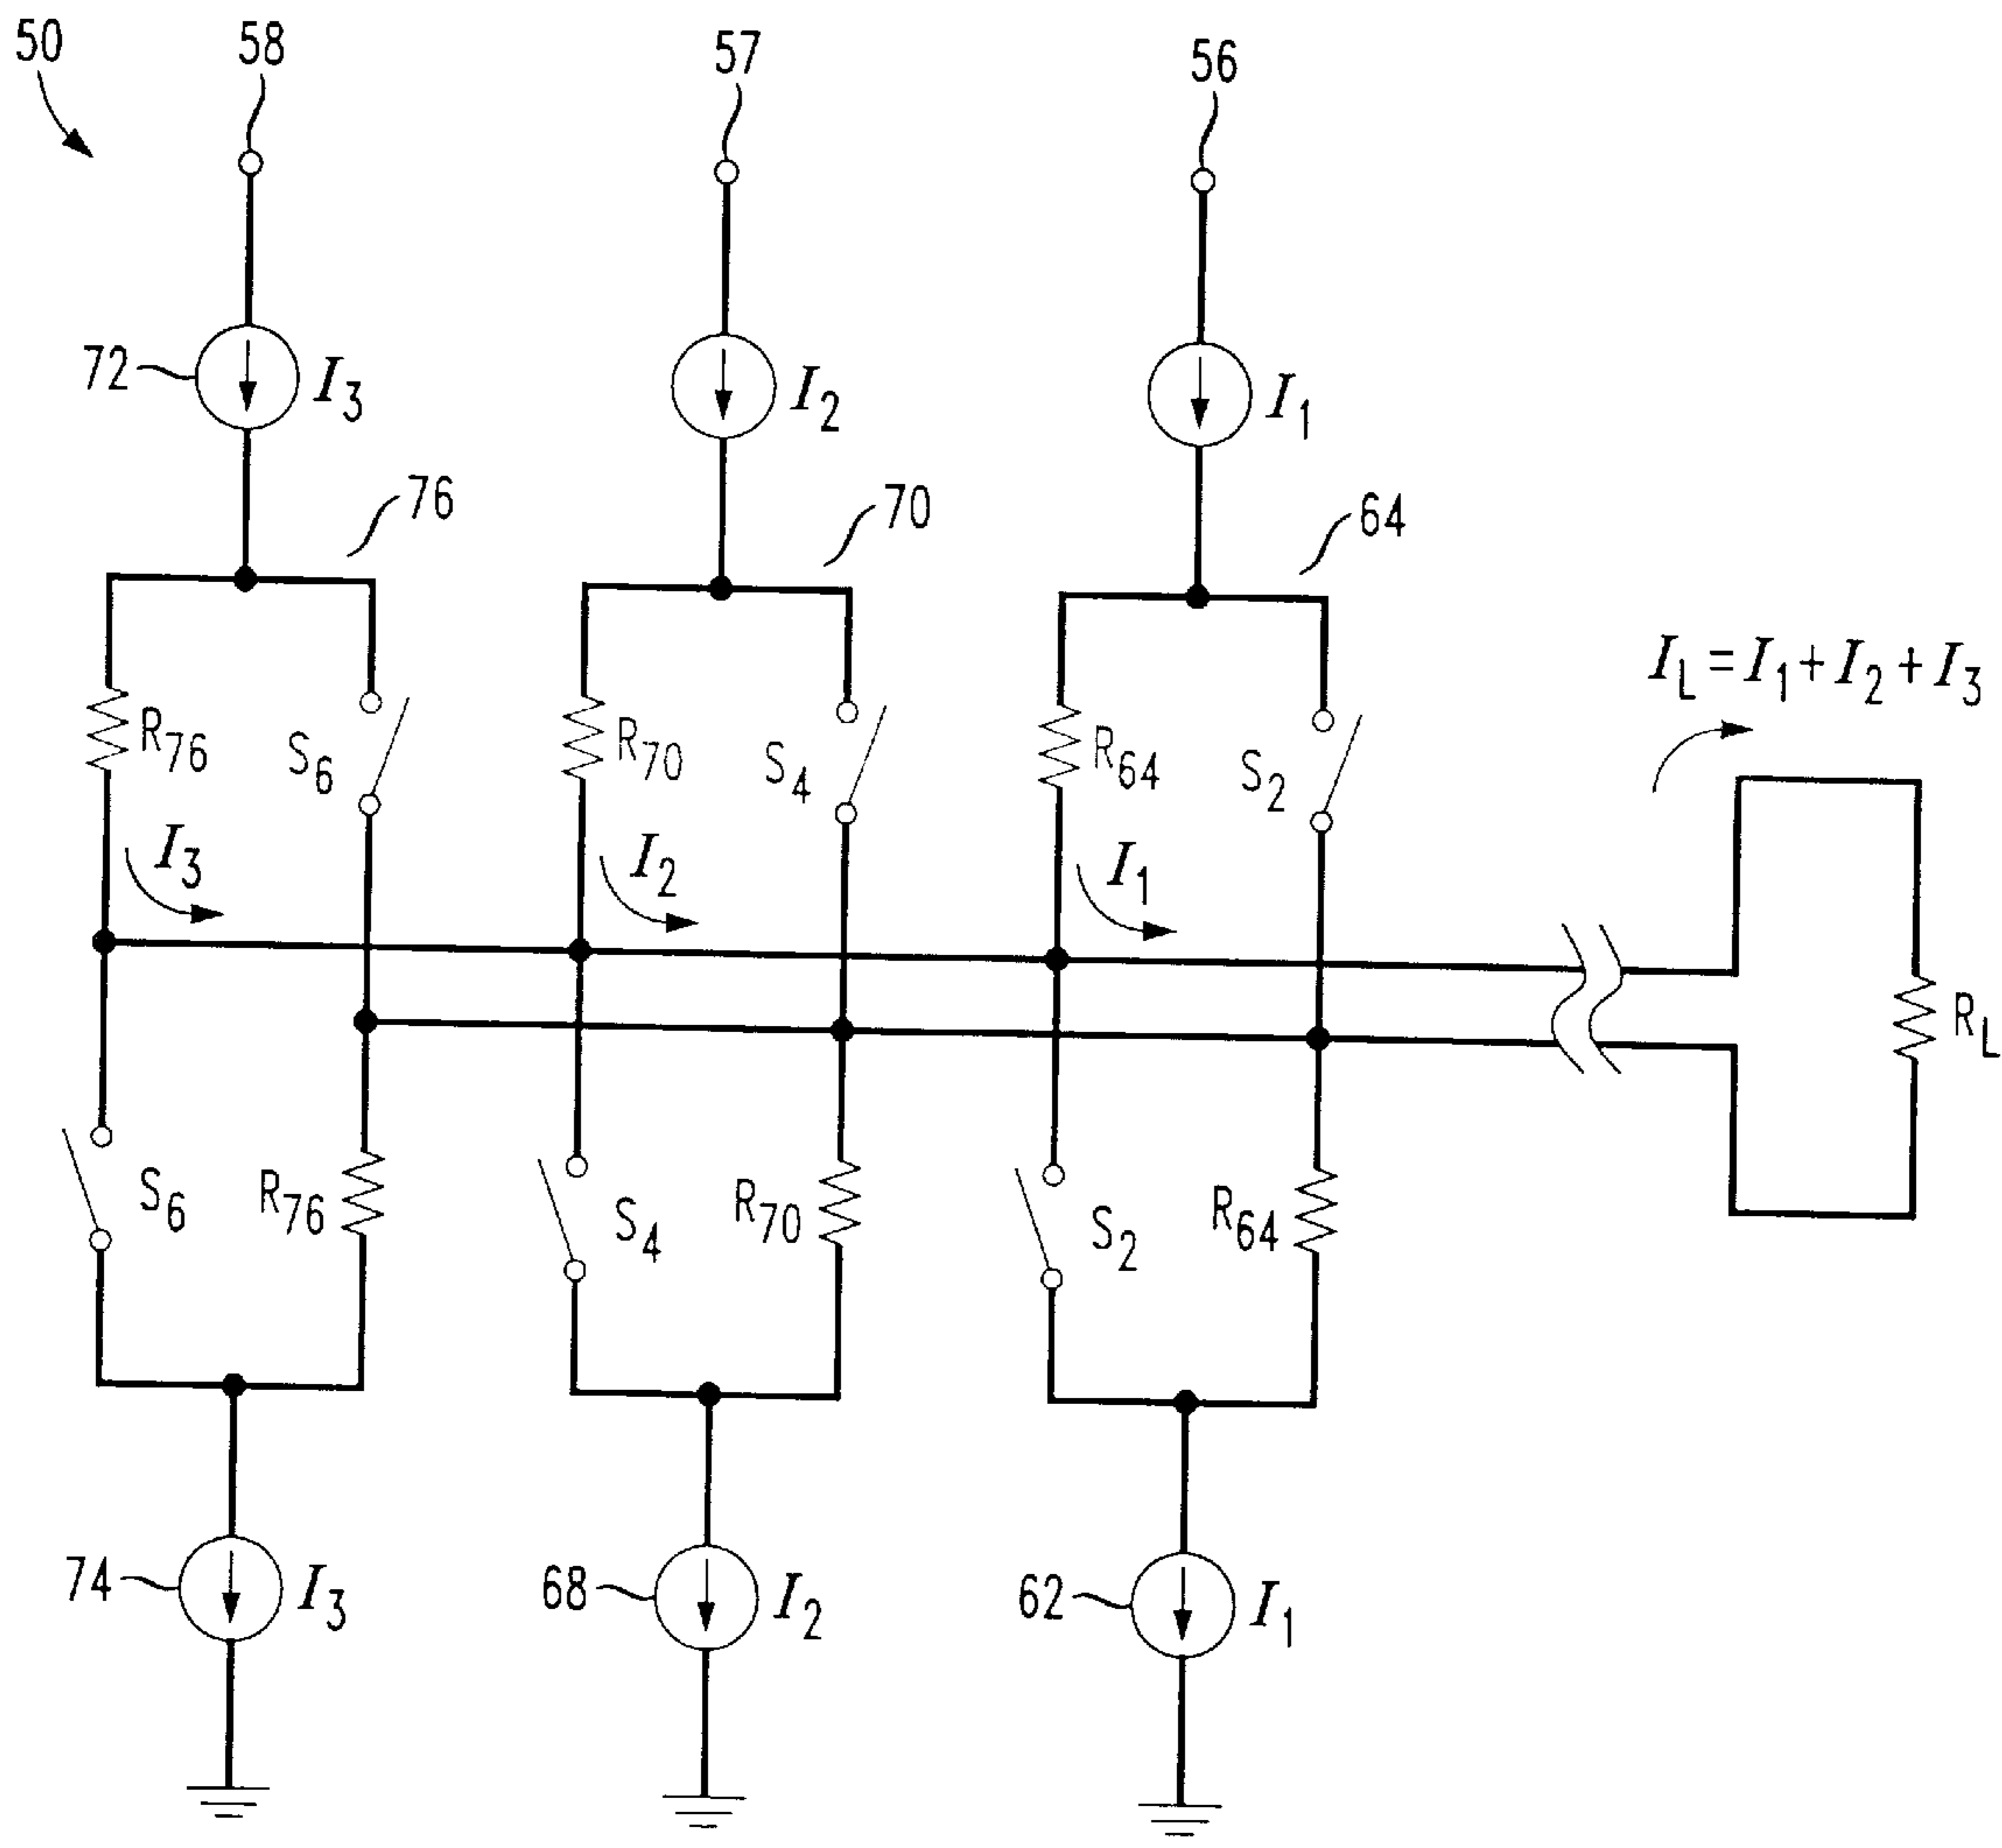 50
58
57
56
72
I3
I2
I1
76
70
64
IL = I1 + I2 + I3
R76
S6
R70
S4
R64
S2
I3
I2
I1
RL
S6
R76
S4
R70
S2
R64
74
I3
68
I2
62
I1